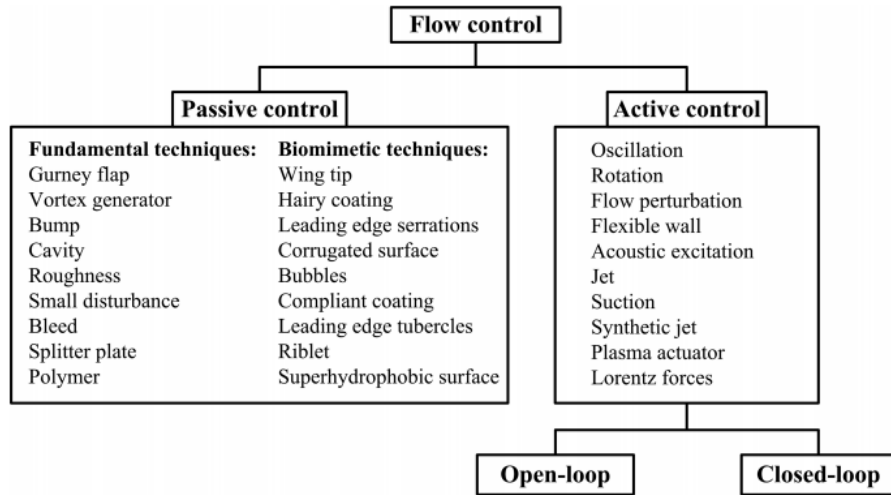 Flow control
Passive control
Fundamental techniques:
Gurney flap
Vortex generator
Bump
Cavity
Roughness
Small disturbance
Bleed
Splitter plate
Polymer
Biomimetic techniques:
Wing tip
Hairy coating
Leading edge serrations
Corrugated surface
Bubbles
Compliant coating
Leading edge tubercles
Riblet
Superhydrophobic surface
Active control
Oscillation
Rotation
Flow perturbation
Flexible wall
Acoustic excitation
Jet
Suction
Synthetic jet
Plasma actuator
Lorentz forces
Open-loop
Closed-loop